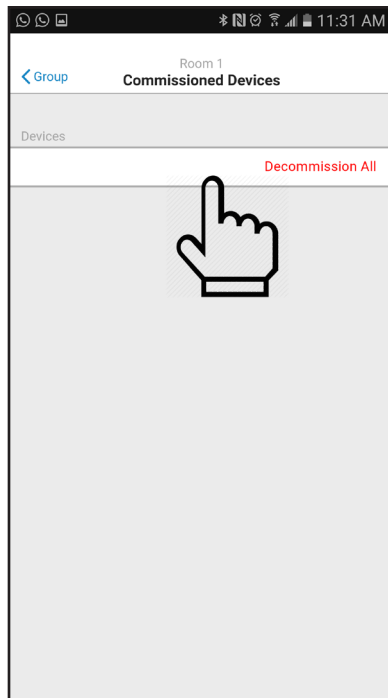 11:31 AM
Room 1
Group
Commissioned Devices
Devices
Decommission All